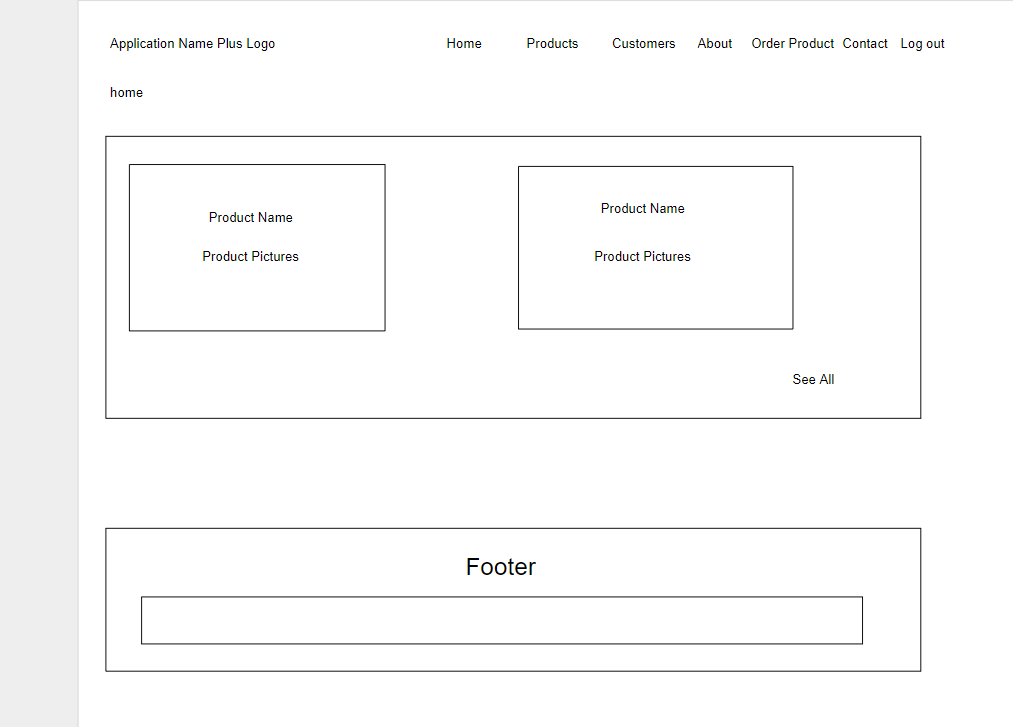 Application Name Plus Logo Home Products Customers About Order Product Contact Log out
home
Product Name Product Name
Product Pictures Product Pictures
See All
Footer